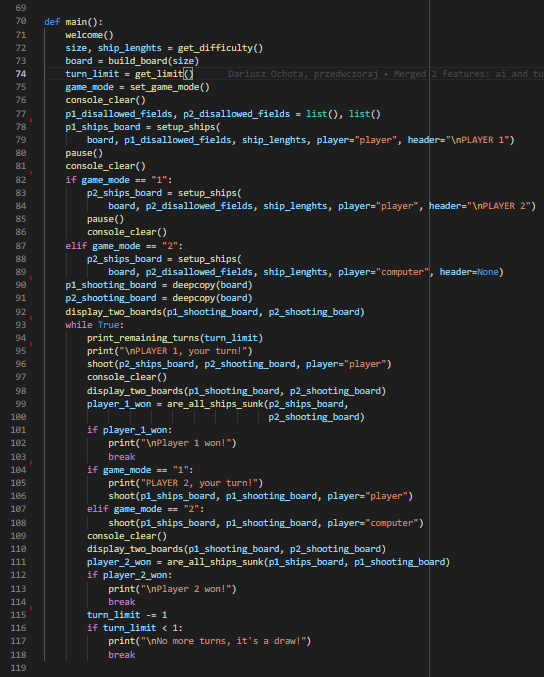 69
70 def main():
71     welcome()
72     size, ship_lenghts = get_difficulty()
73     board = build_board(size)
74     turn_limit = get_limit()     Dariusz Ochota, przedwczoraj • Merged 2 features: ai and tu
75     game_mode = set_game_mode()
76     console_clear()
77     p1_disallowed_fields, p2_disallowed_fields = list(), list()
78     p1_ships_board = setup_ships(
79         board, p1_disallowed_fields, ship_lenghts, player="player", header="\nPLAYER 1")
80     pause()
81     console_clear()
82     if game_mode == "1":
83         p2_ships_board = setup_ships(
84             board, p2_disallowed_fields, ship_lenghts, player="player", header="\nPLAYER 2")
85         pause()
86         console_clear()
87     elif game_mode == "2":
88         p2_ships_board = setup_ships(
89             board, p2_disallowed_fields, ship_lenghts, player="computer", header=None)
90     p1_shooting_board = deepcopy(board)
91     p2_shooting_board = deepcopy(board)
92     display_two_boards(p1_shooting_board, p2_shooting_board)
93     while True:
94         print_remaining_turns(turn_limit)
95         print("\nPLAYER 1, your turn!")
96         shoot(p2_ships_board, p2_shooting_board, player="player")
97         console_clear()
98         display_two_boards(p1_shooting_board, p2_shooting_board)
99         player_1_won = are_all_ships_sunk(p2_ships_board,
100                                           p2_shooting_board)
101         if player_1_won:
102             print("\nPlayer 1 won!")
103             break
104         if game_mode == "1":
105             print("PLAYER 2, your turn!")
106             shoot(p1_ships_board, p1_shooting_board, player="player")
107         elif game_mode == "2":
108             shoot(p1_ships_board, p1_shooting_board, player="computer")
109         console_clear()
110         display_two_boards(p1_shooting_board, p2_shooting_board)
111         player_2_won = are_all_ships_sunk(p1_ships_board, p1_shooting_board)
112         if player_2_won:
113             print("\nPlayer 2 won!")
114             break
115         turn_limit -= 1
116         if turn_limit < 1:
117             print("\nNo more turns, it's a draw!")
118             break
119